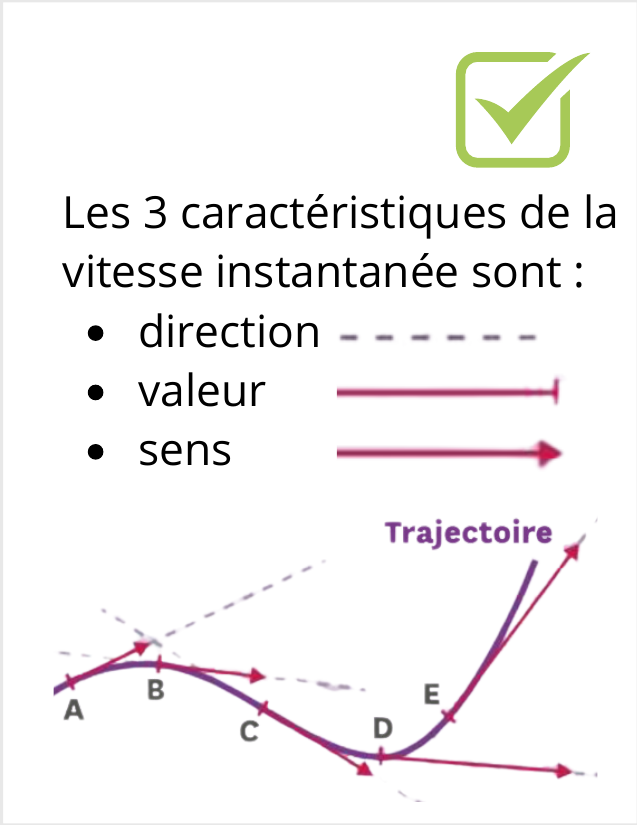 Les 3 caractéristiques de la
vitesse instantanée sont :
• direction
• valeur
• sens
Trajectoire
A
B
C
D
E